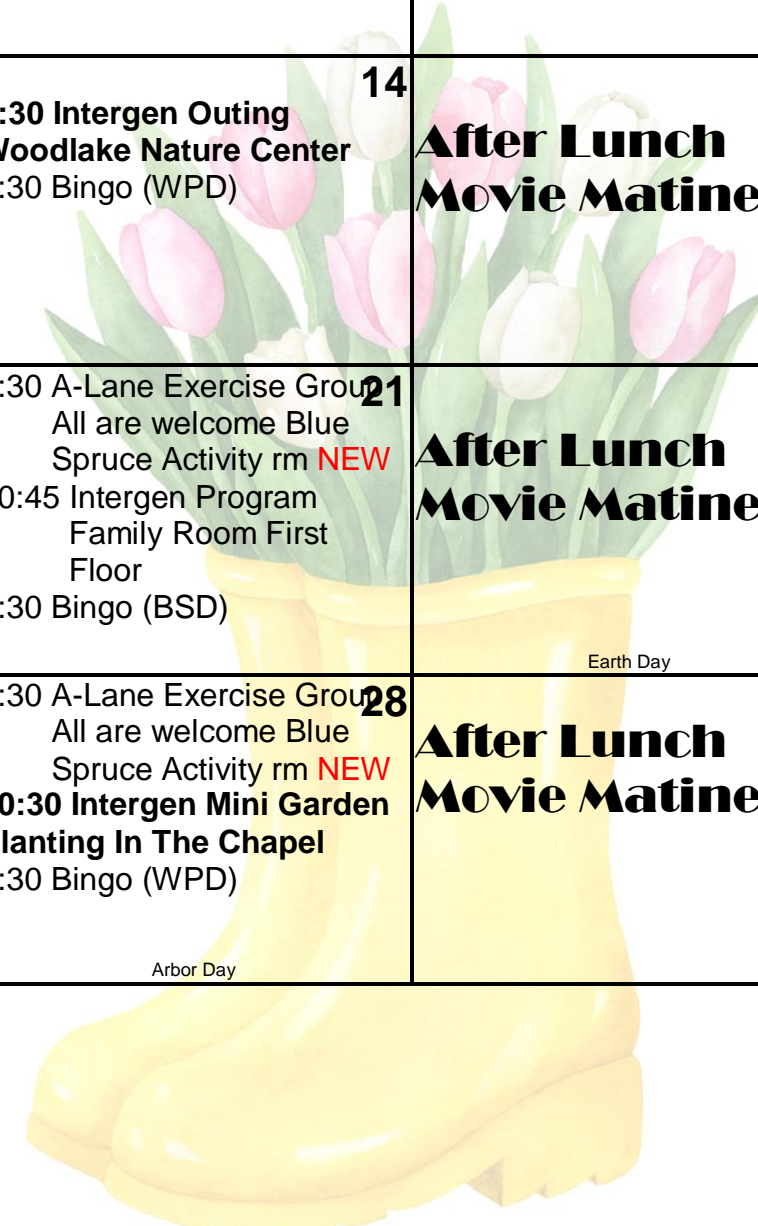 14
:30 Intergen Outing
Woodlake Nature Center
:30 Bingo (WPD)
After Lunch
Movie Matine
:30 A-Lane Exercise Group
21
All are welcome Blue
Spruce Activity rm NEW
0:45 Intergen Program
Family Room First
Floor
:30 Bingo (BSD)
After Lunch
Movie Matine
Earth Day
:30 A-Lane Exercise Group
28
All are welcome Blue
Spruce Activity rm NEW
0:30 Intergen Mini Garden
lanting In The Chapel
:30 Bingo (WPD)
Arbor Day
After Lunch
Movie Matine